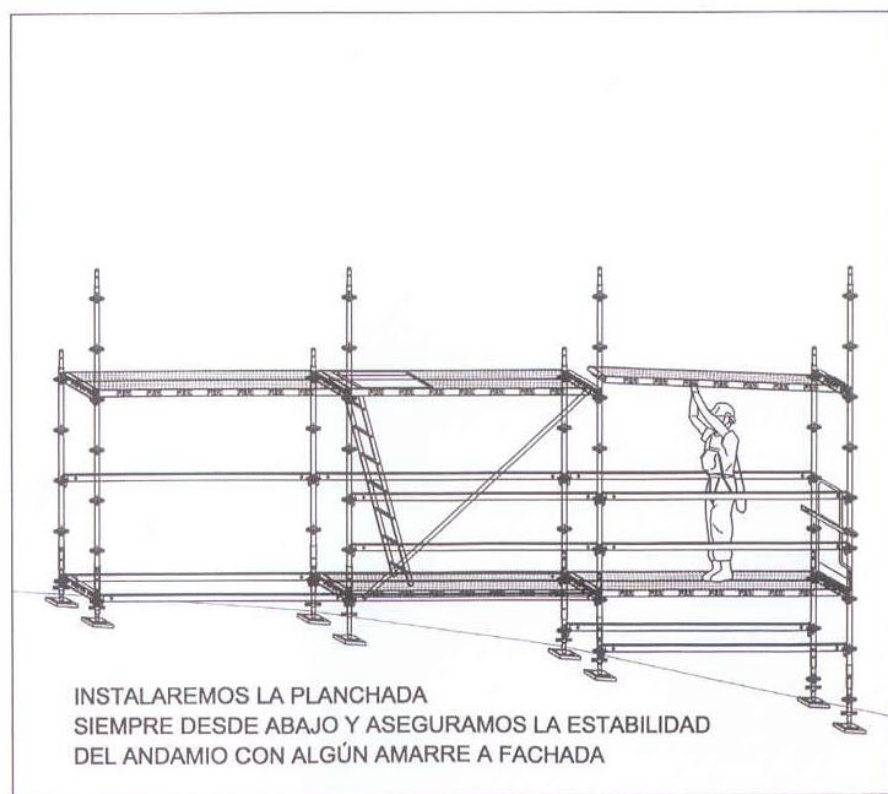 INSTALAREMOS LA PLANCHADA
SIEMPRE DESDE ABAJO Y ASEGURAMOS LA ESTABILIDAD
DEL ANDAMIO CON ALGÚN AMARRE A FACHADA